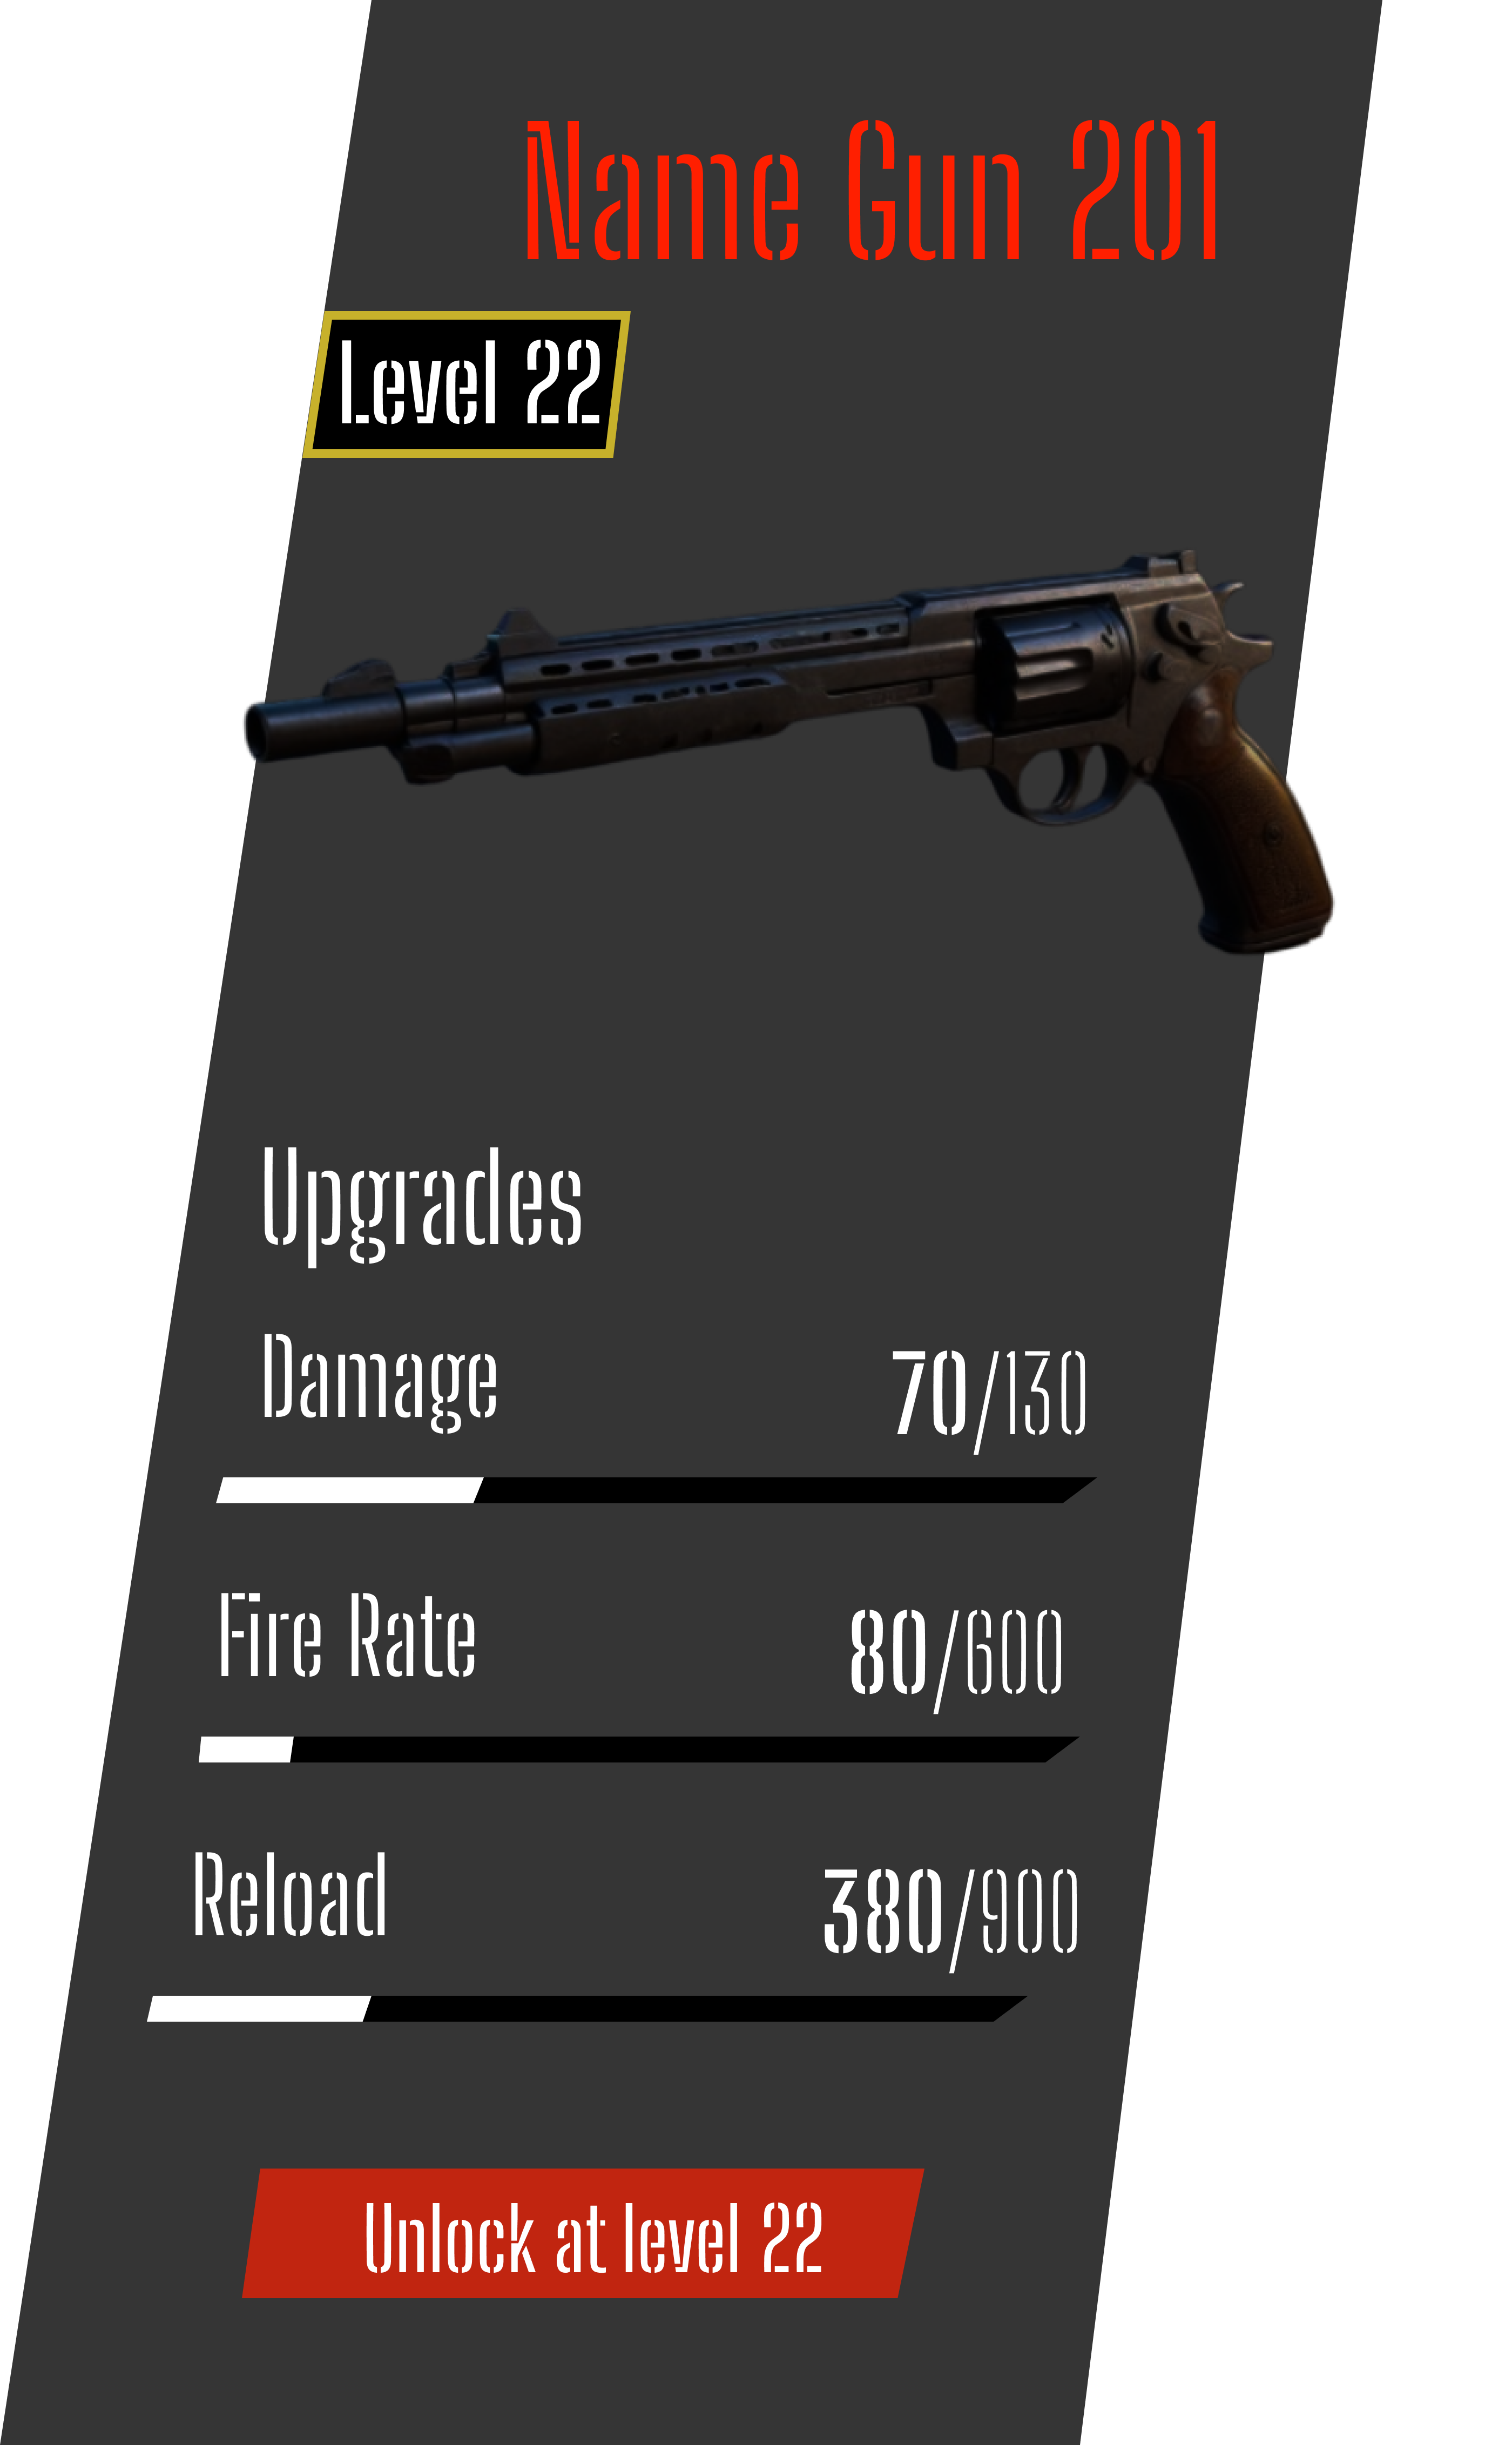 Name Gun 201
Level 22
Upgrades
Damage 70/130
Fire Rate 80/600
Reload 380/900
Unlock at level 22